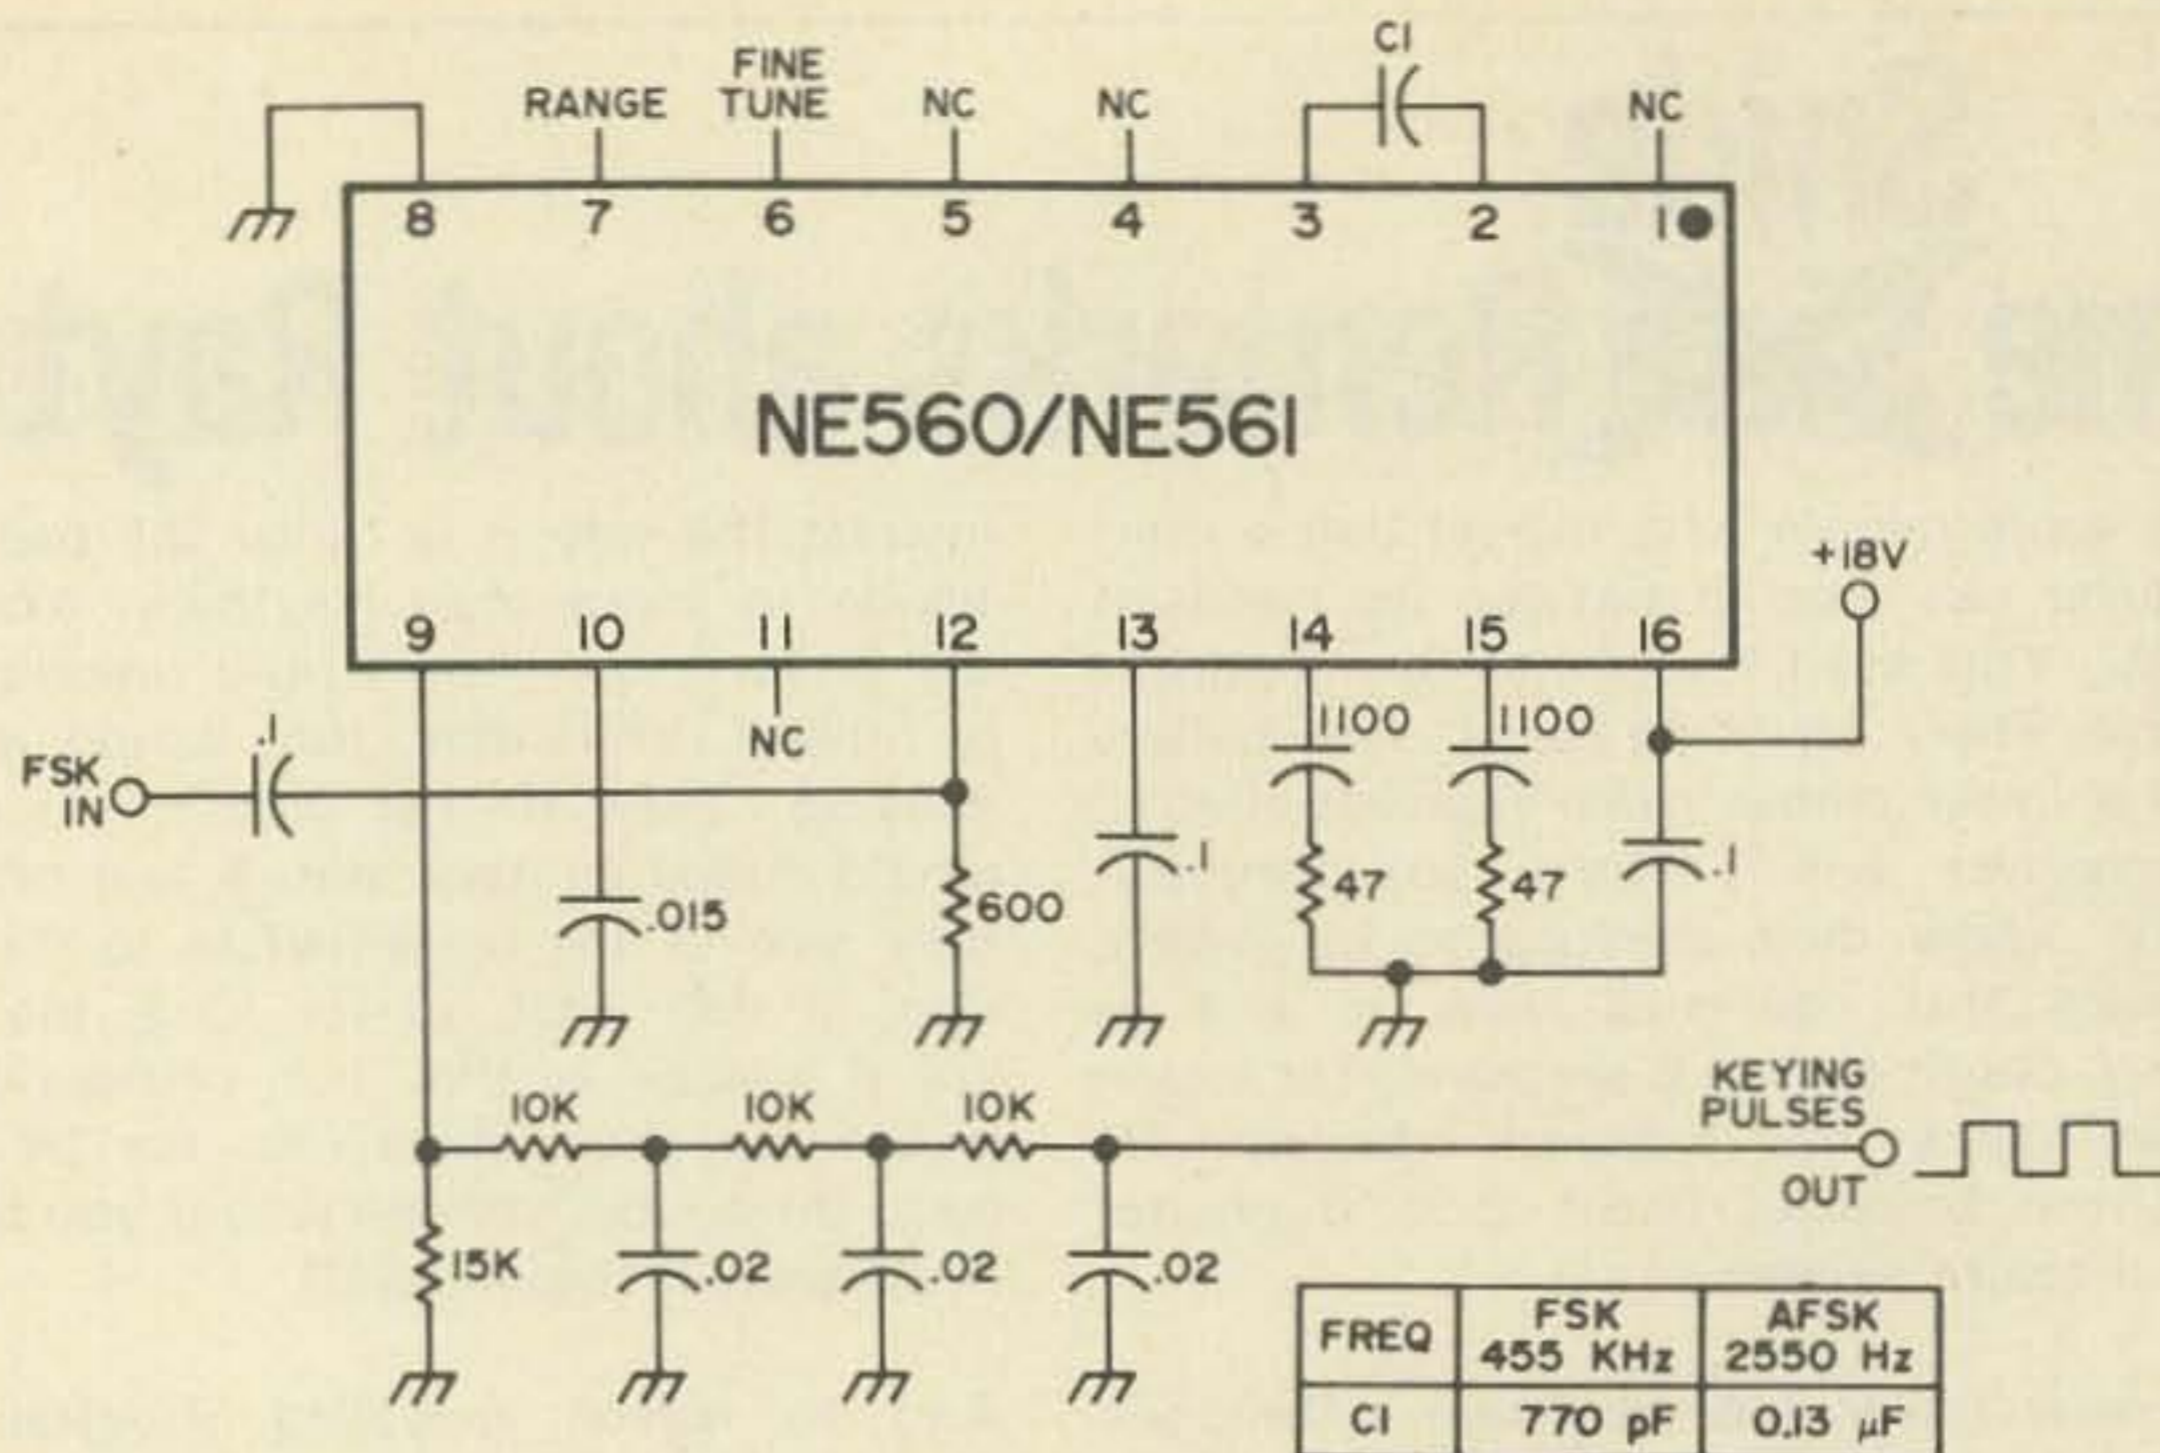 C1
FINE
TUNE
RANGE
NC
NC
NC
8
7
6
5
4
3
2
1
NE560/NE561
+18V
9
10
11
12
13
14
15
16
NC
1100
1100
.1
FSK
IN
.1
.1
47
47
.015
600
KEYING
PULSES
OUT
10K
10K
10K
15K
.02
.02
.02
FREQ
FSK
455 KHz
AFSK
2550 Hz
C1
770 pF
0.13 μF